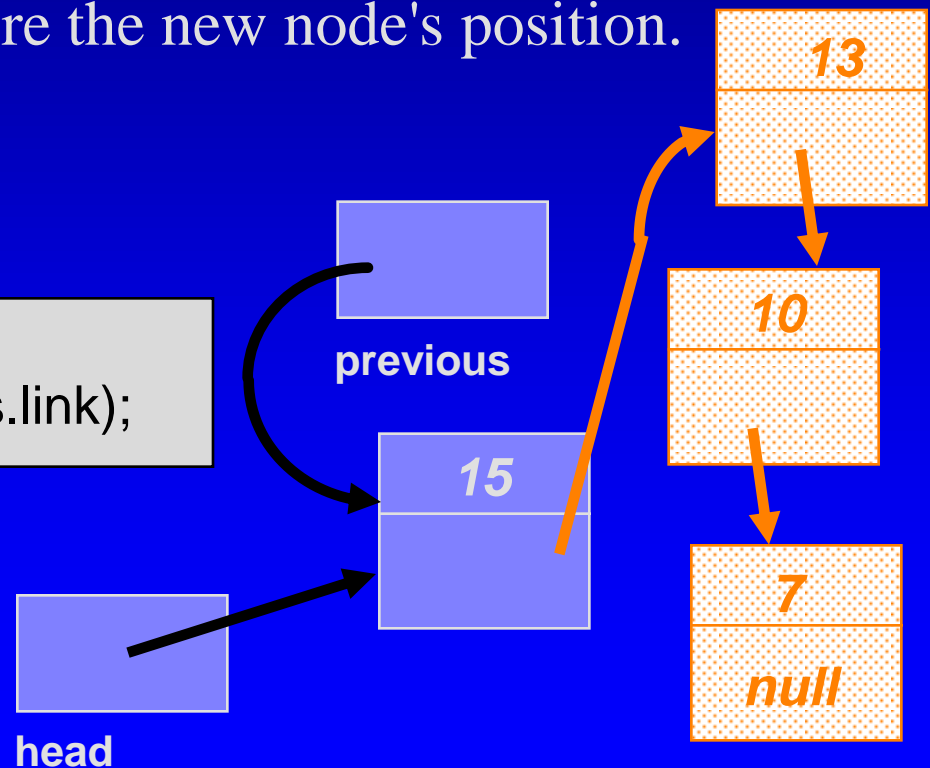 re the new node's position.
13
10
previous
s.link);
15
7
null
head